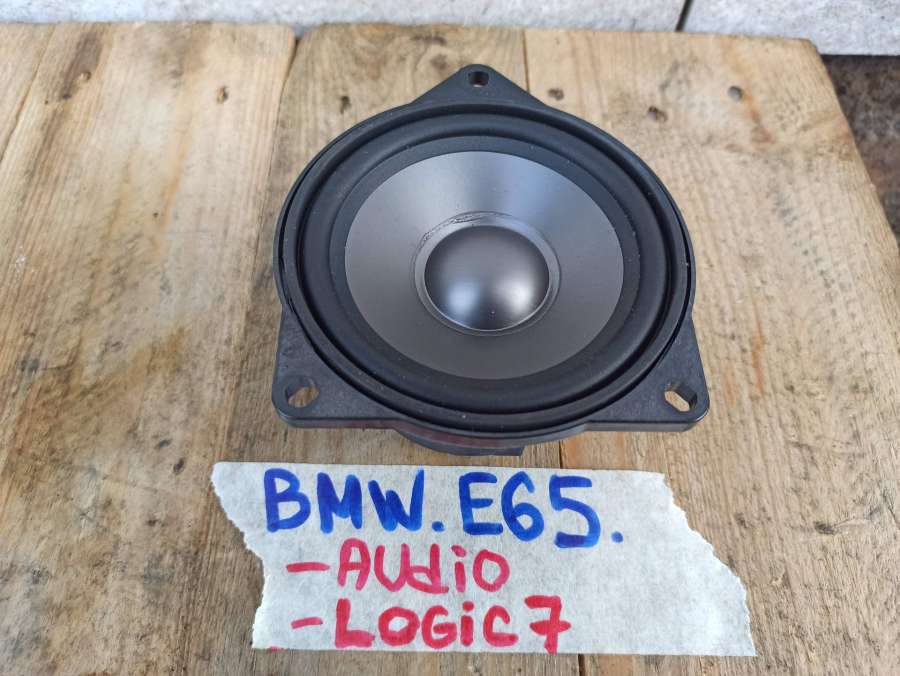 BMW. E65.
- AUdiO
- LOGiC7